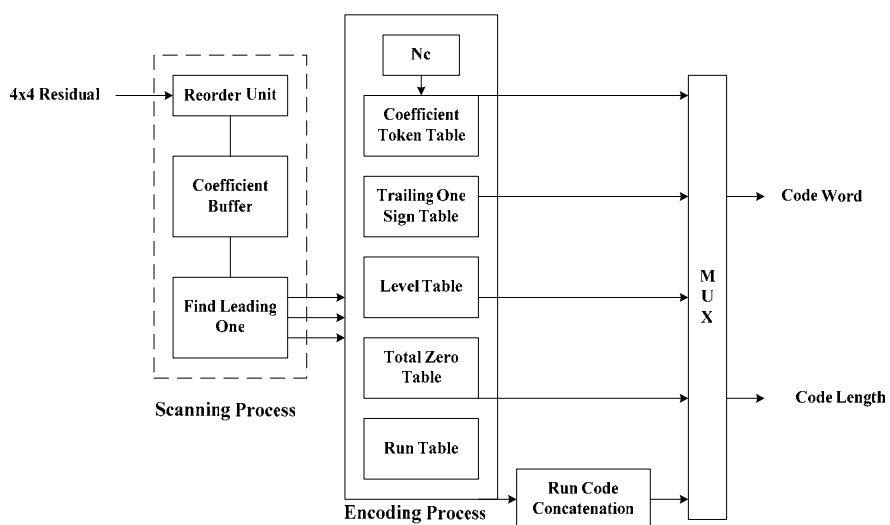 4x4 Residual
Reorder Unit
Coefficient
Buffer
Find Leading
One
Scanning Process
Nc
Coefficient
Token Table
Trailing One
Sign Table
Level Table
Total Zero
Table
Run Table
Encoding Process
Run Code
Concatenation
M
U
X
Code Word
Code Length